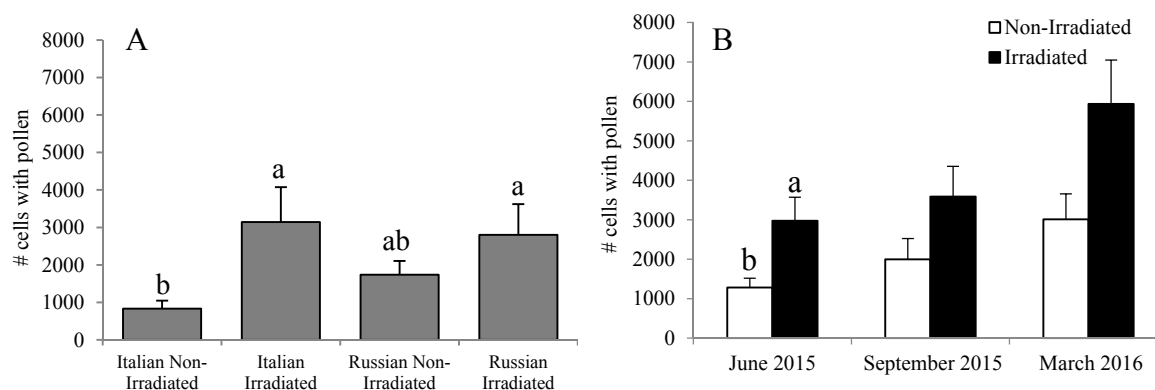 A
# cells with pollen
8000
7000
6000
5000
4000
3000
2000
1000
0
b
a
ab
a
Italian Non-
Irradiated
Italian
Irradiated
Russian Non-
Irradiated
Russian
Irradiated
B
Non-Irradiated
Irradiated
# cells with pollen
8000
7000
6000
5000
4000
3000
2000
1000
0
b
a
June 2015
September 2015
March 2016